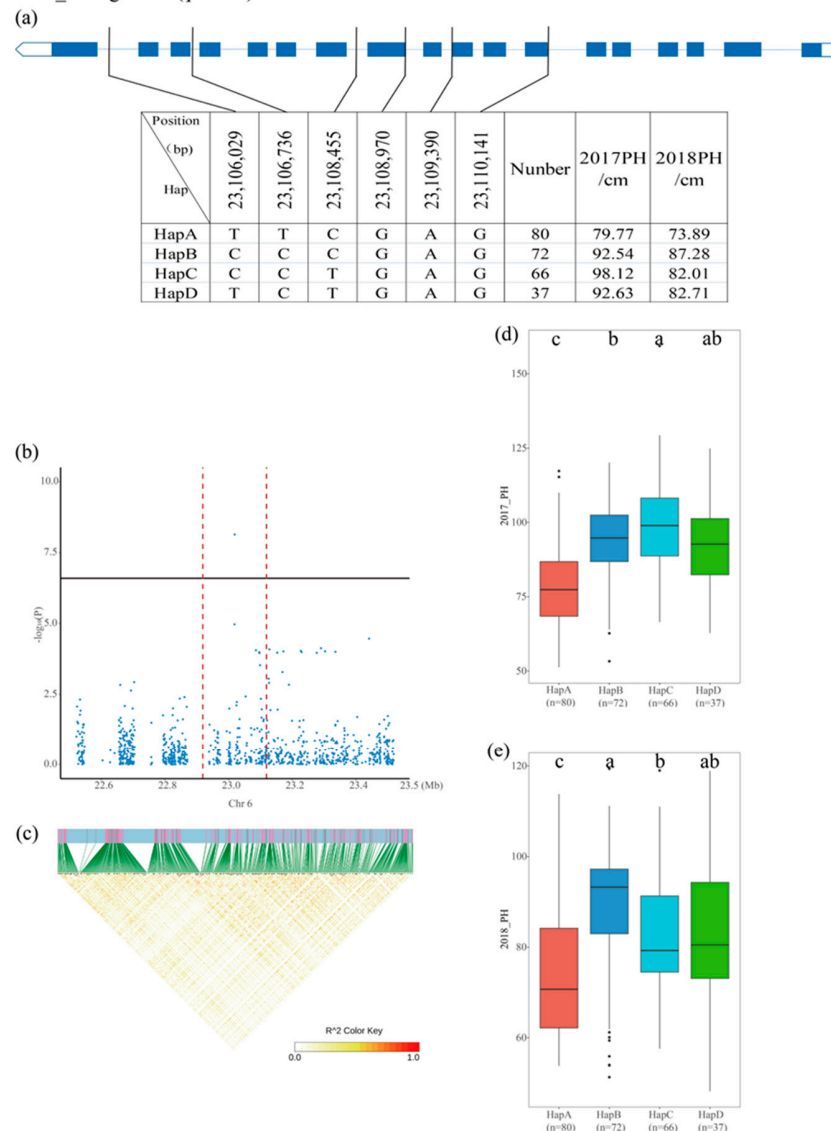 (a)
Position
(bp)
Hap
23,106,029
23,106,736
23,108,455
23,108,970
23,109,390
23,110,141
Nunber
2017PH
/cm
2018PH
/cm
HapA T T C G A G 80 79.77 73.89
HapB C C C G A G 72 92.54 87.28
HapC C C T G A G 66 98.12 82.01
HapD T C T G A G 37 92.63 82.71
(b)
10.0
7.5
5.0
2.5
0.0
-log₁₀(P)
22.6 22.8 23.0 23.2 23.4 23.5 (Mb)
Chr 6
(c)
R^2 Color Key
0.0 1.0
(d)
c b a ab
150
125
100
75
50
2017_PH
HapA HapB HapC HapD
(n=80) (n=72) (n=66) (n=37)
(e)
c a b ab
120
100
80
60
2018_PH
HapA HapB HapC HapD
(n=80) (n=72) (n=66) (n=37)